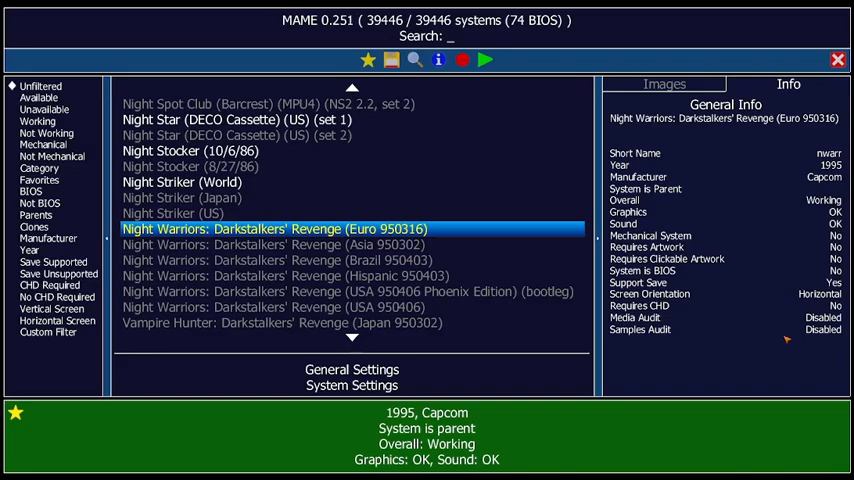 MAME 0.251 ( 39446 / 39446 systems (74 BIOS) )
Search: _
Unfiltered
Available
Unavailable
Working
Not Working
Mechanical
Not Mechanical
Category
Favorites
BIOS
Not BIOS
Parents
Clones
Manufacturer
Year
Save Supported
Save Unsupported
CHD Required
No CHD Required
Vertical Screen
Horizontal Screen
Custom Filter
Night Spot Club (Barcrest) (MPU4) (NS2 2.2, set 2)
Night Star (DECO Cassette) (US) (set 1)
Night Star (DECO Cassette) (US) (set 2)
Night Stocker (10/6/86)
Night Stocker (8/27/86)
Night Striker (World)
Night Striker (Japan)
Night Striker (US)
Night Warriors: Darkstalkers' Revenge (Euro 950316)
Night Warriors: Darkstalkers' Revenge (Asia 950302)
Night Warriors: Darkstalkers' Revenge (Brazil 950403)
Night Warriors: Darkstalkers' Revenge (Hispanic 950403)
Night Warriors: Darkstalkers' Revenge (USA 950406 Phoenix Edition) (bootleg)
Night Warriors: Darkstalkers' Revenge (USA 950406)
Vampire Hunter: Darkstalkers' Revenge (Japan 950302)
General Settings
System Settings
Images Info
General Info
Night Warriors: Darkstalkers' Revenge (Euro 950316)
Short Name nwarr
Year 1995
Manufacturer Capcom
System is Parent
Overall Working
Graphics OK
Sound OK
Mechanical System No
Requires Artwork No
Requires Clickable Artwork No
System is BIOS No
Support Save Yes
Screen Orientation Horizontal
Requires CHD No
Media Audit Disabled
Samples Audit Disabled
1995, Capcom
System is parent
Overall: Working
Graphics: OK, Sound: OK